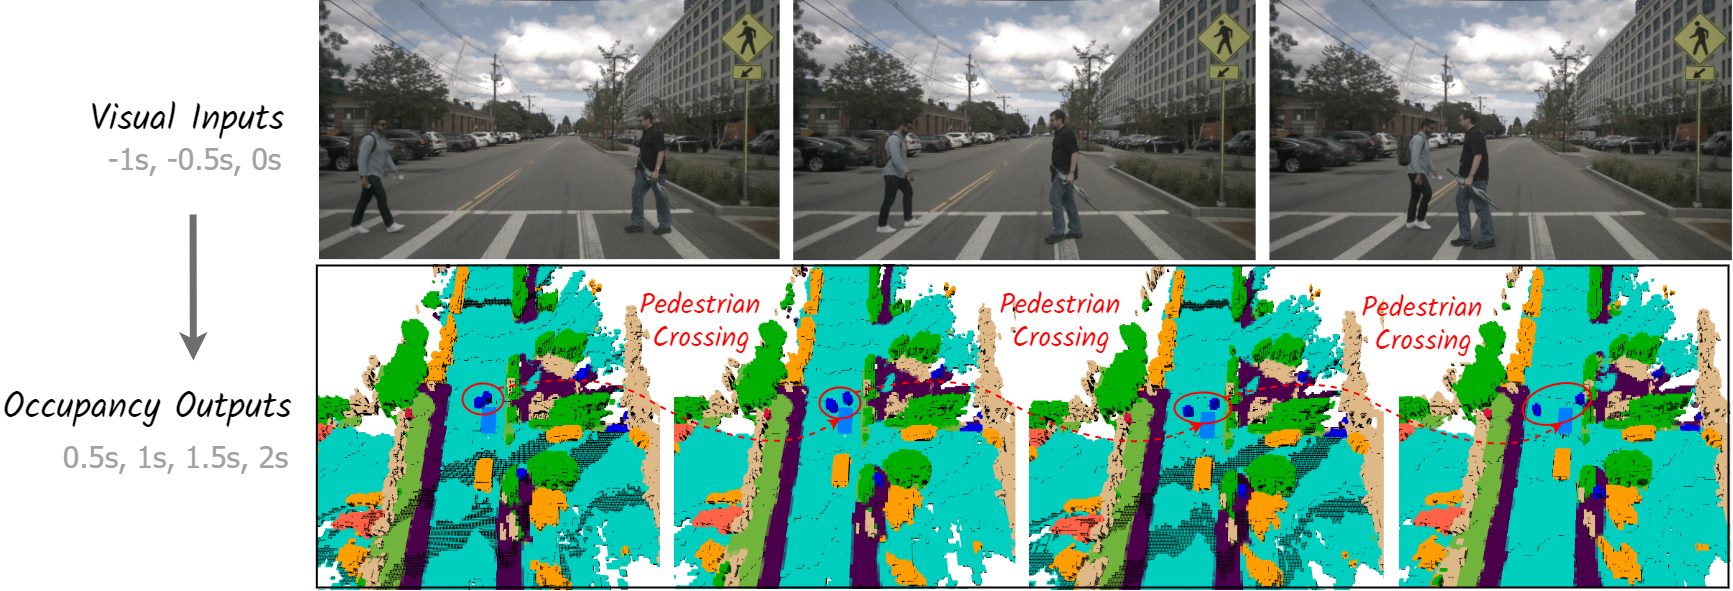 Visual Inputs
-1s, -0.5s, 0s
Occupancy Outputs
0.5s, 1s, 1.5s, 2s
Pedestrian
Crossing
Pedestrian
Crossing
Pedestrian
Crossing